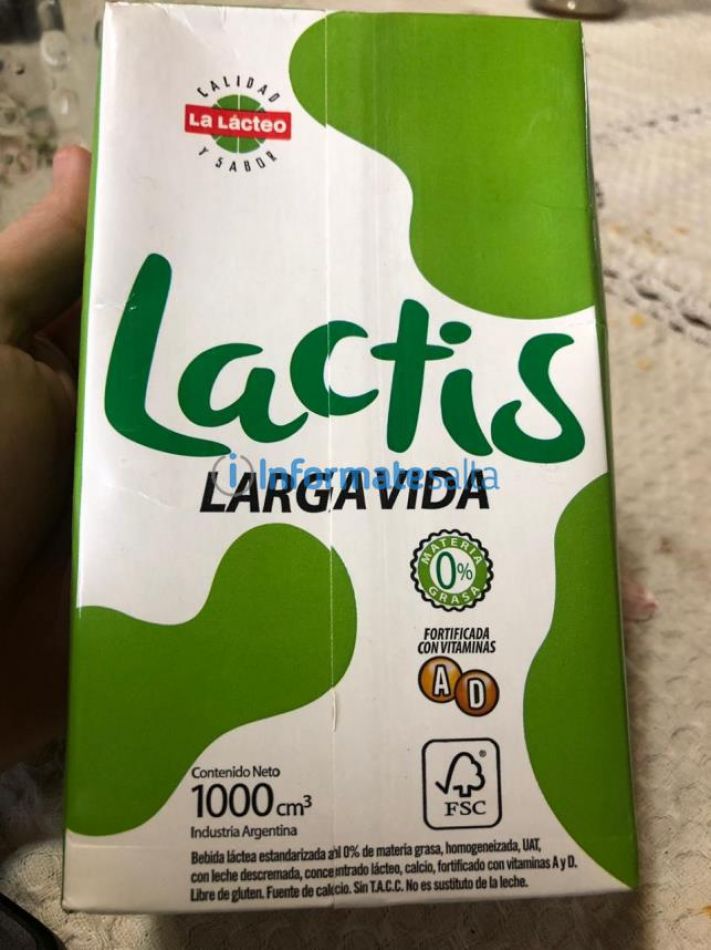 CALIDAD
La Lácteo
Y SABOR
Lactis
LARGA VIDA
i Informatesalta
MATERIA
0%
GRASA
FORTIFICADA
CON VITAMINAS
A D
Contenido Neto
1000 cm³
Industria Argentina
FSC®
Bebida láctea estandarizada al 0% de materia grasa, homogeneizada, UAT,
con leche descremada, concentrado lácteo, calcio, fortificado con vitaminas A y D.
Libre de gluten. Fuente de calcio. Sin T.A.C.C. No es sustituto de la leche.